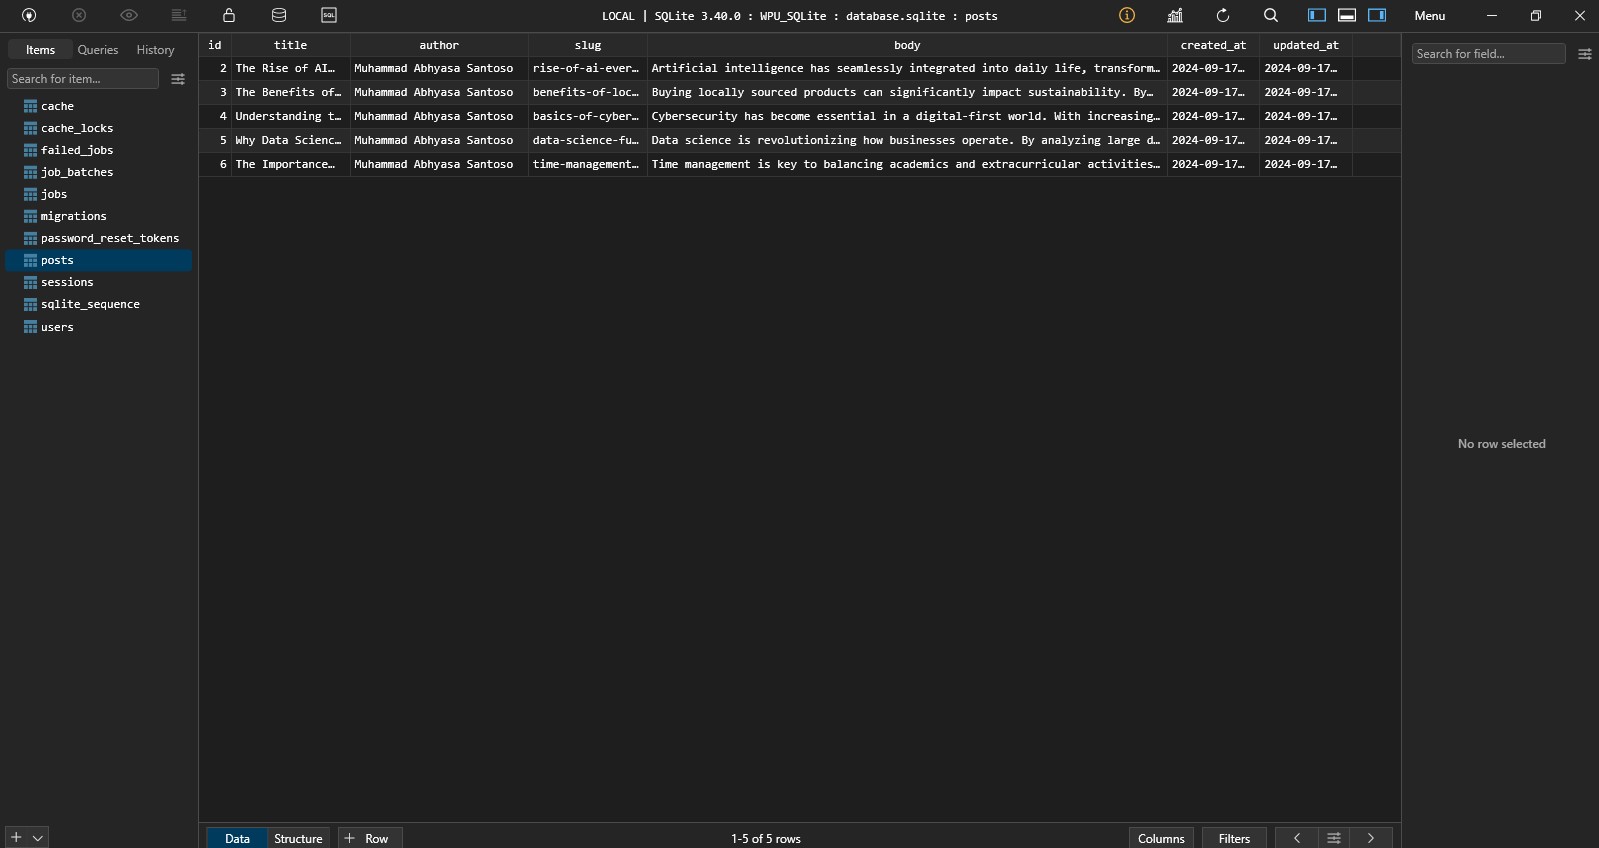 SQL LOCAL | SQLite 3.40.0 : WPU_SQLite : database.sqlite : posts Menu
Items Queries History
Search for item...
cache
cache_locks
failed_jobs
job_batches
jobs
migrations
password_reset_tokens
posts
sessions
sqlite_sequence
users
id title author slug body created_at updated_at
2 The Rise of AI… Muhammad Abhyasa Santoso rise-of-ai-ever… Artificial intelligence has seamlessly integrated into daily life, transform… 2024-09-17… 2024-09-17…
3 The Benefits of… Muhammad Abhyasa Santoso benefits-of-loc… Buying locally sourced products can significantly impact sustainability. By… 2024-09-17… 2024-09-17…
4 Understanding t… Muhammad Abhyasa Santoso basics-of-cyber… Cybersecurity has become essential in a digital-first world. With increasing… 2024-09-17… 2024-09-17…
5 Why Data Scienc… Muhammad Abhyasa Santoso data-science-fu… Data science is revolutionizing how businesses operate. By analyzing large d… 2024-09-17… 2024-09-17…
6 The Importance… Muhammad Abhyasa Santoso time-management… Time management is key to balancing academics and extracurricular activities… 2024-09-17… 2024-09-17…
Search for field...
No row selected
Data Structure + Row 1-5 of 5 rows Columns Filters